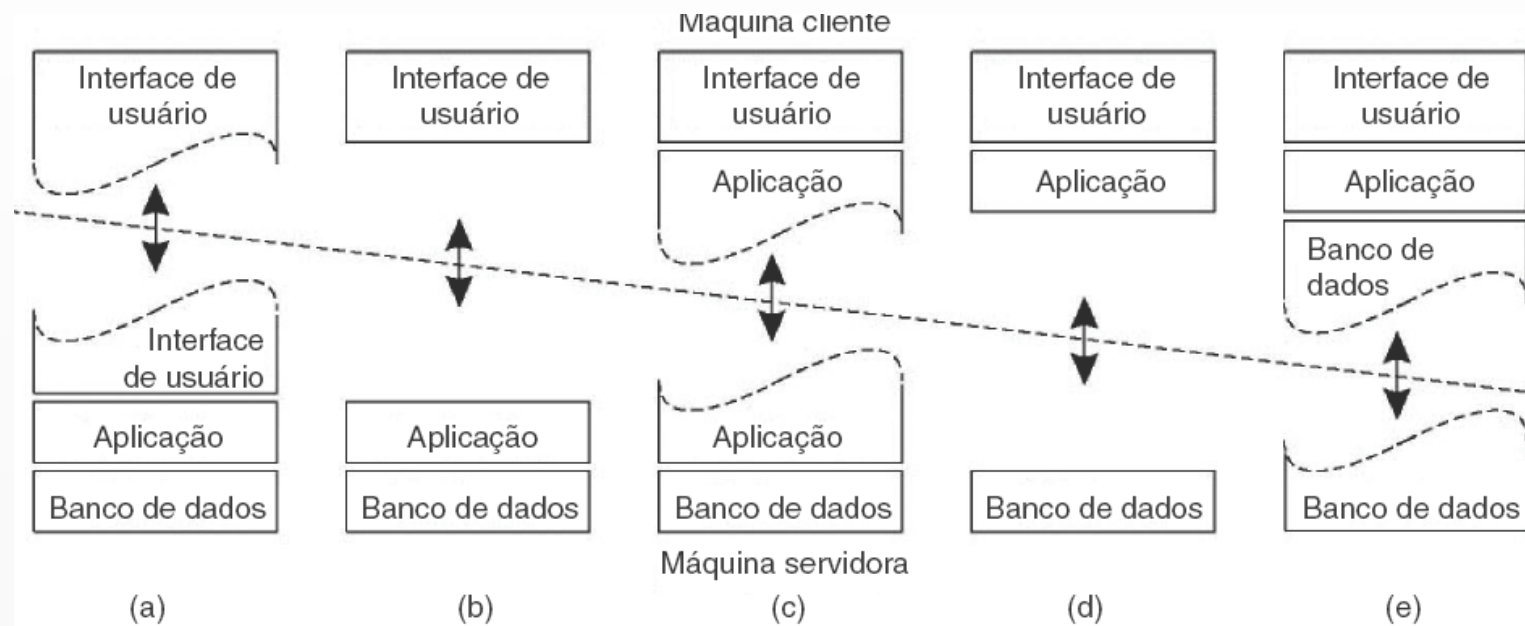 Máquina cliente
Interface de
usuário
Interface de
usuário
Interface de
usuário
Interface de
usuário
Interface de
usuário
Aplicação
Aplicação
Aplicação
Banco de
dados
Interface
de usuário
Aplicação
Aplicação
Aplicação
Banco de dados
Banco de dados
Banco de dados
Banco de dados
Banco de dados
Máquina servidora
(a)
(b)
(c)
(d)
(e)